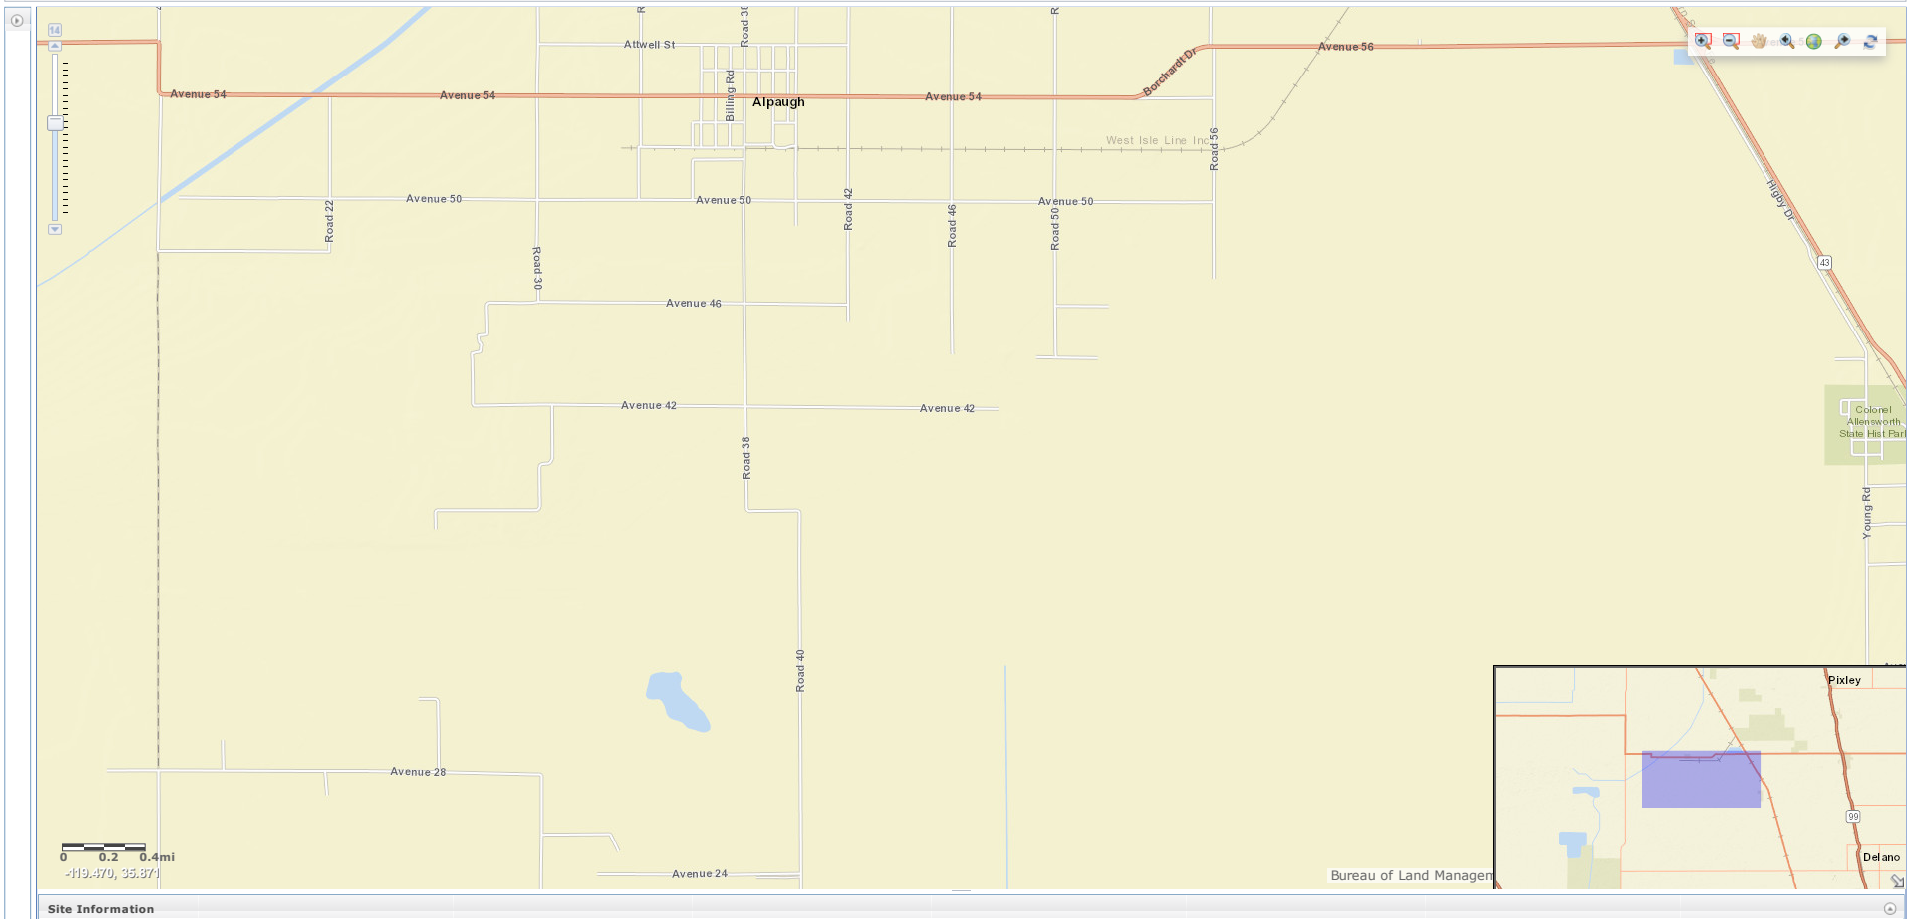 14
Attwell St
Road 30
Avenue 56
Borchardt Dr
Avenue 54
Avenue 54
Billing Rd
Alpaugh
Avenue 54
West Isle Line Inc
Road 56
Avenue 50
Avenue 50
Avenue 50
Road 22
Road 42
Road 46
Road 50
Higby Dr
Road 30
43
Avenue 46
Avenue 42
Avenue 42
Colonel
Allensworth
State Hist Park
Road 38
Young Rd
Road 40
Pixley
Avenue 28
99
0 0.2 0.4mi
Delano
-119.470, 35.871
Avenue 24
Bureau of Land Managem
Site Information